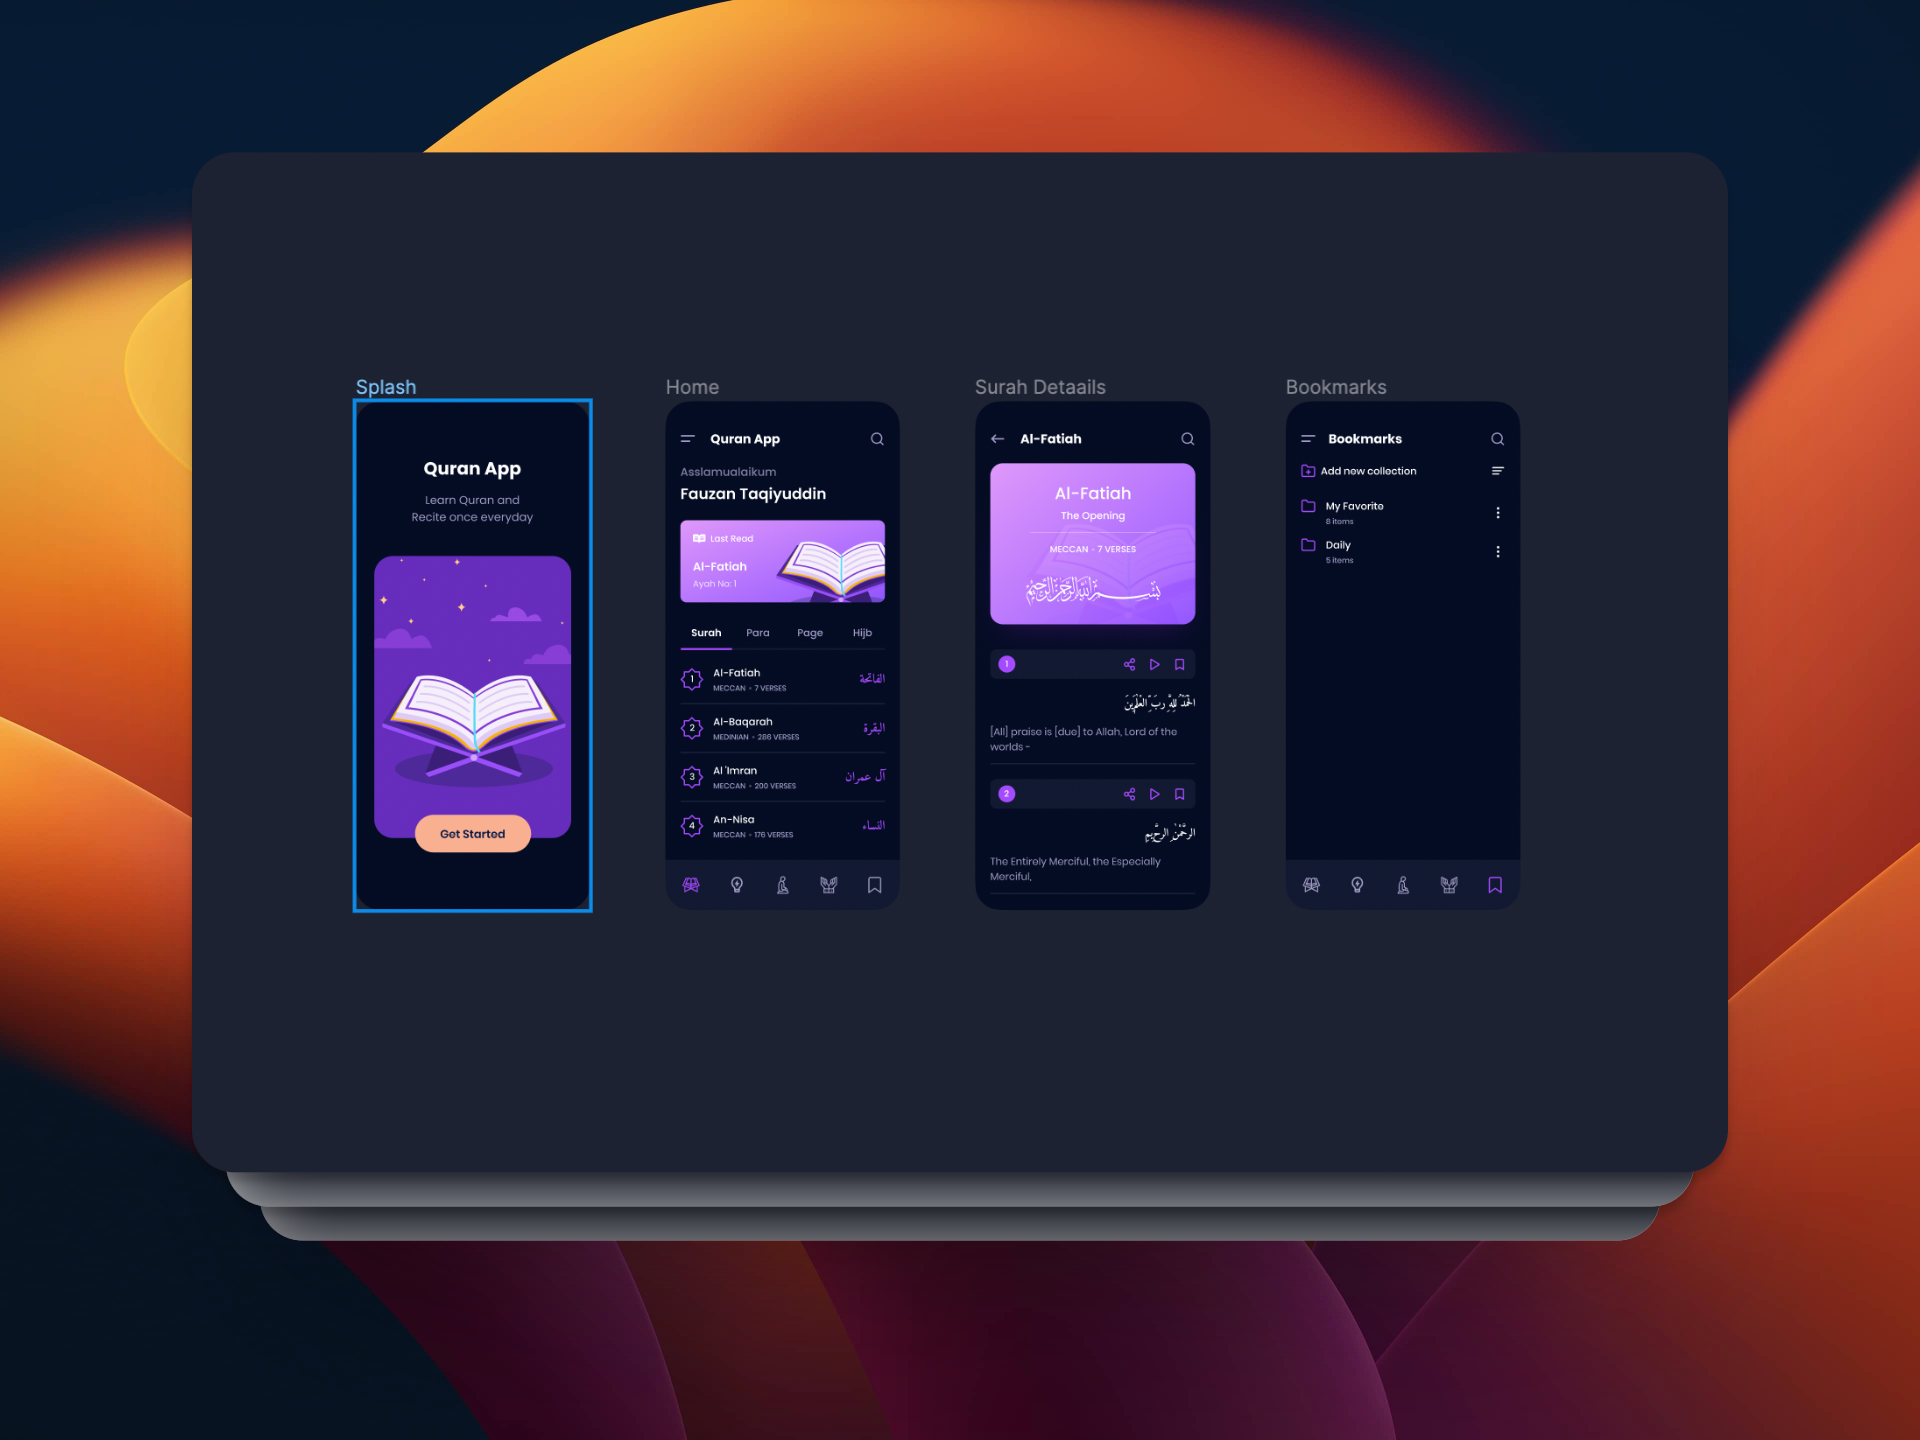 Splash
Quran App
Learn Quran and
Recite once everyday
Get Started
Home
Quran App
Asslamualaikum
Fauzan Taqiyuddin
Last Read
Al-Fatiah
Ayah No: 1
Surah Para Page Hijb
1 Al-Fatiah الفاتحة
MECCAN • 7 VERSES
2 Al-Baqarah البقرة
MEDINIAN • 286 VERSES
3 Al 'Imran آل عمران
MECCAN • 200 VERSES
4 An-Nisa النساء
MECCAN • 176 VERSES
Surah Detaails
Al-Fatiah
Al-Fatiah
The Opening
MECCAN • 7 VERSES
بسم الله الرحمن الرحيم
1
الْحَمْدُ لِلَّهِ رَبِّ الْعَٰلَمِينَ
[All] praise is [due] to Allah, Lord of the
worlds -
2
الرَّحْمَٰنِ الرَّحِيمِ
The Entirely Merciful, the Especially
Merciful,
Bookmarks
Bookmarks
Add new collection
My Favorite
8 items
Daily
5 items